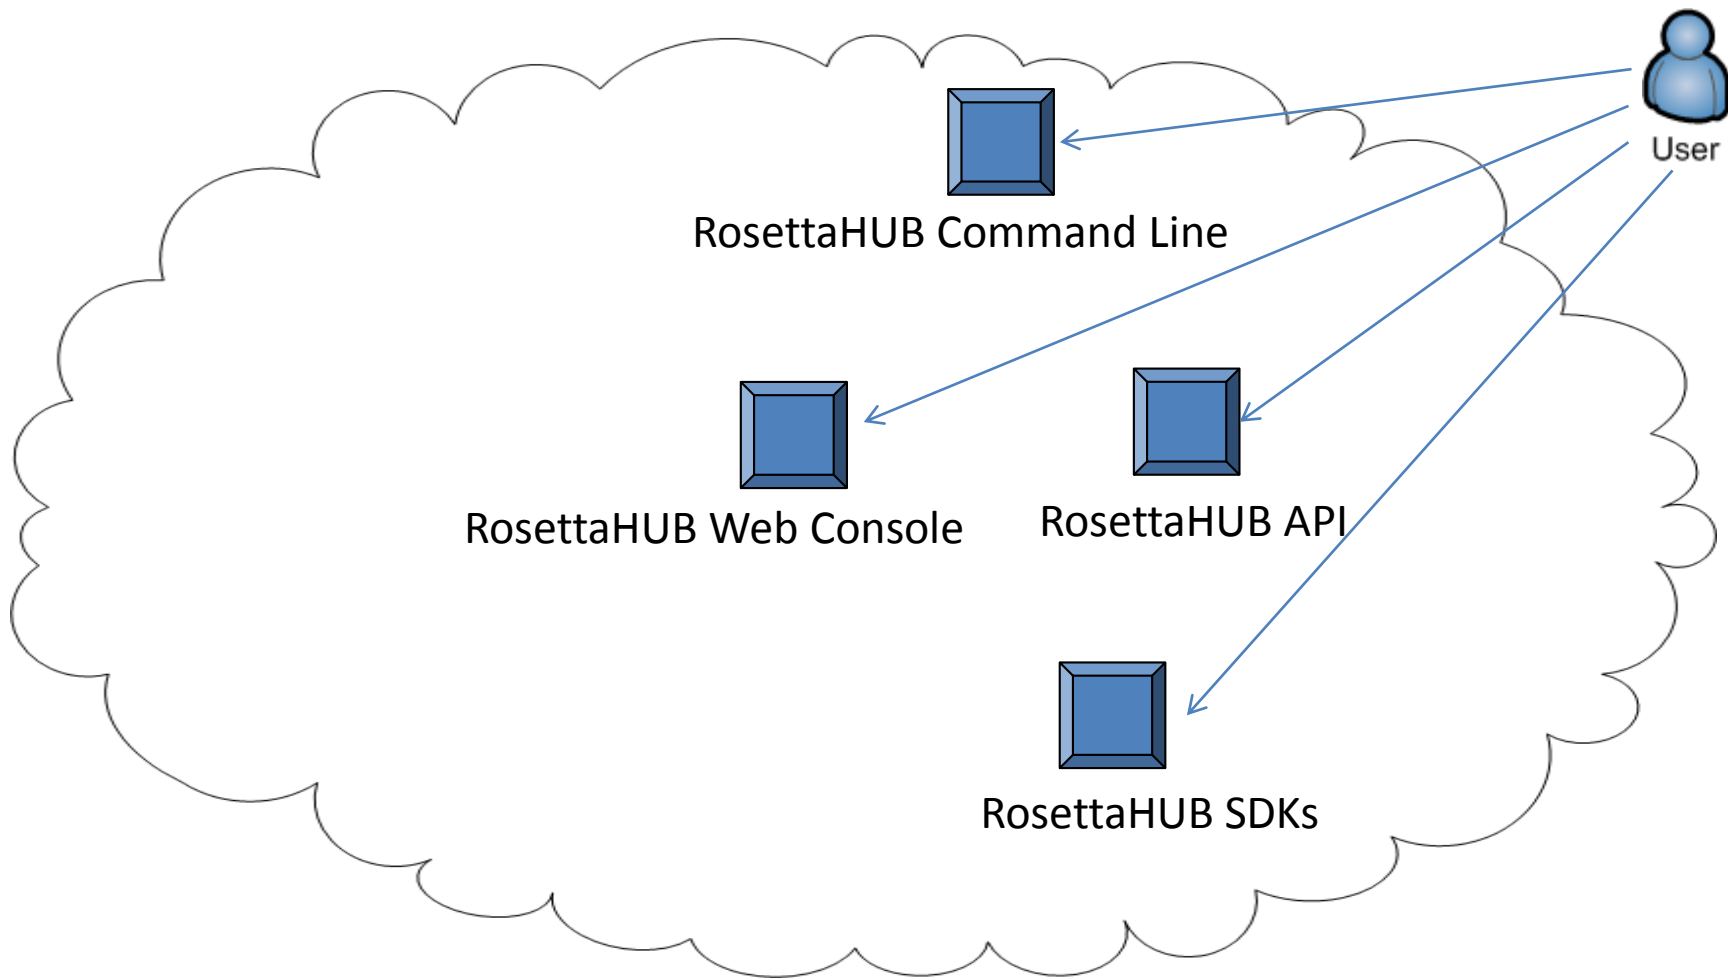 User
RosettaHUB Command Line
RosettaHUB Web Console
RosettaHUB API
RosettaHUB SDKs